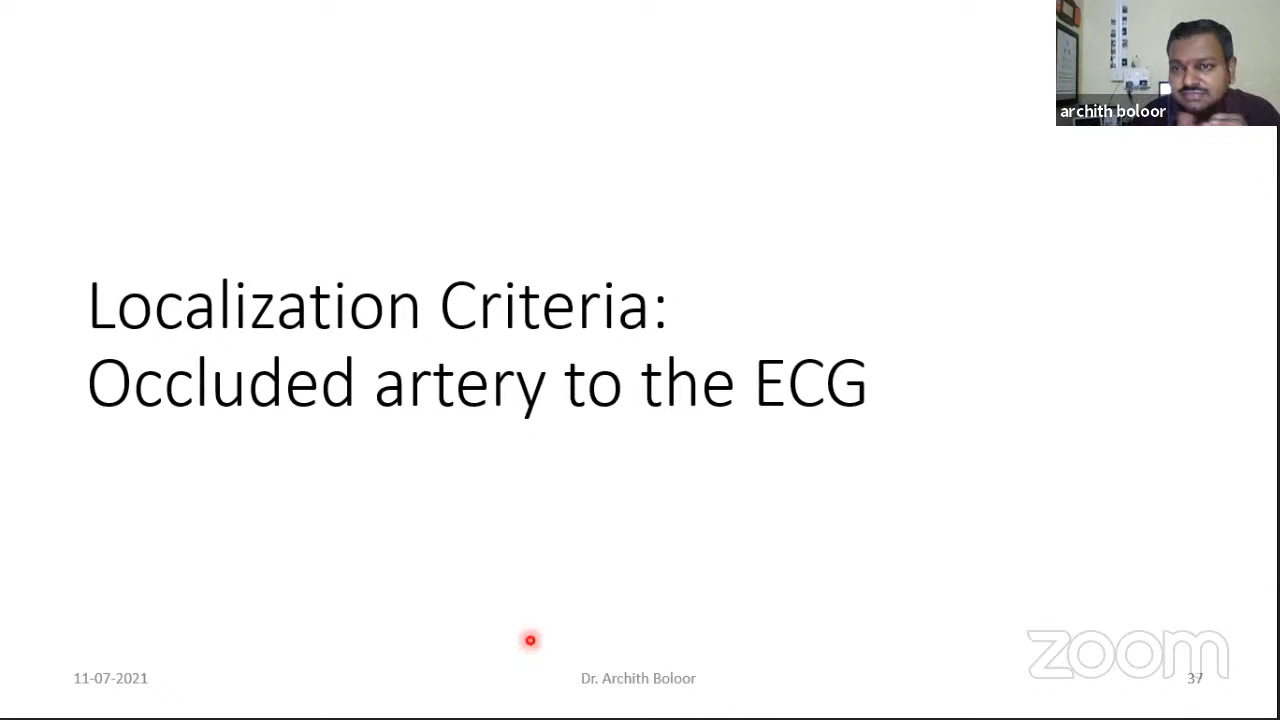 archith boloor
Localization Criteria:
Occluded artery to the ECG
zoom
11-07-2021
Dr. Archith Boloor
37